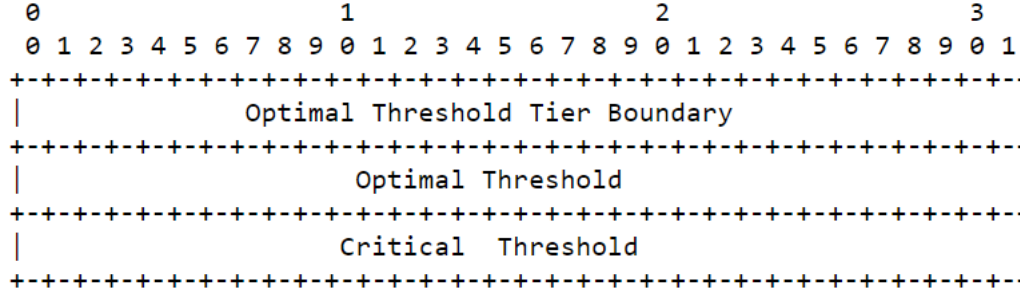 0                   1                   2                   3
 0 1 2 3 4 5 6 7 8 9 0 1 2 3 4 5 6 7 8 9 0 1 2 3 4 5 6 7 8 9 0 1
+-+-+-+-+-+-+-+-+-+-+-+-+-+-+-+-+-+-+-+-+-+-+-+-+-+-+-+-+-+-+-+-
|              Optimal Threshold Tier Boundary
+-+-+-+-+-+-+-+-+-+-+-+-+-+-+-+-+-+-+-+-+-+-+-+-+-+-+-+-+-+-+-+-
|                     Optimal Threshold
+-+-+-+-+-+-+-+-+-+-+-+-+-+-+-+-+-+-+-+-+-+-+-+-+-+-+-+-+-+-+-+-
|                    Critical  Threshold
+-+-+-+-+-+-+-+-+-+-+-+-+-+-+-+-+-+-+-+-+-+-+-+-+-+-+-+-+-+-+-+-